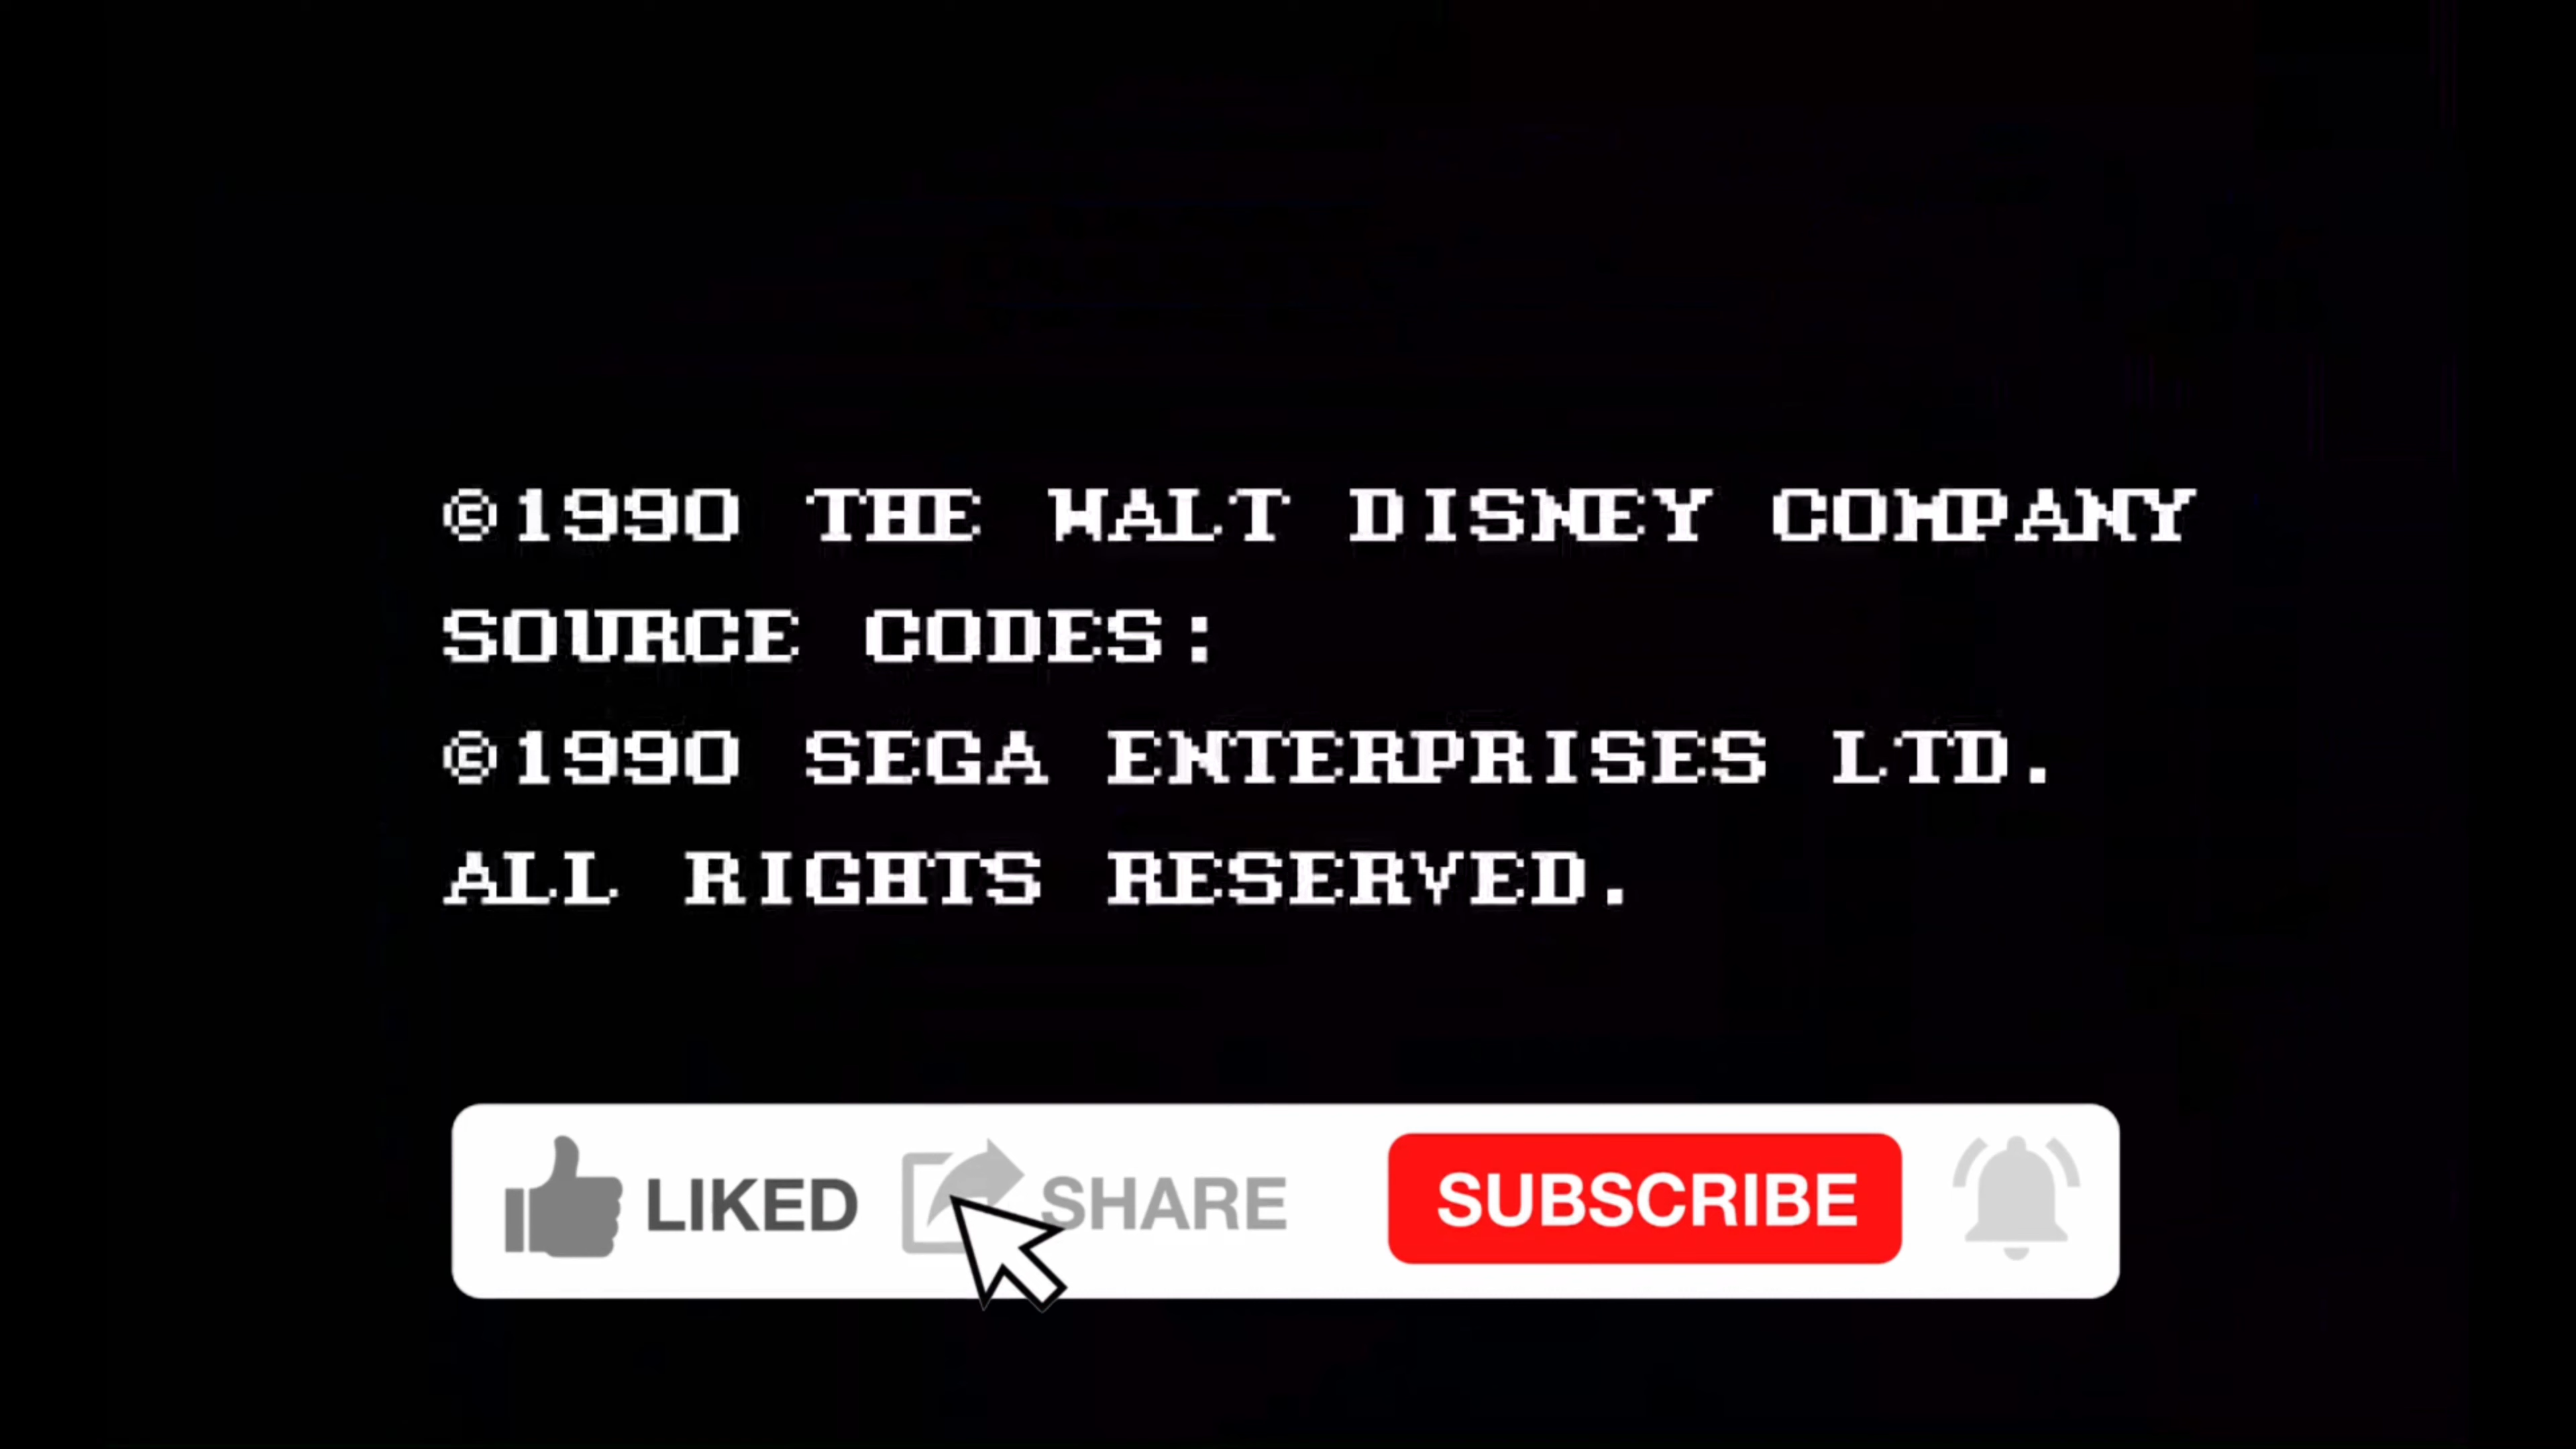 ©1990 THE WALT DISNEY COMPANY
SOURCE CODES:
©1990 SEGA ENTERPRISES LTD.
ALL RIGHTS RESERVED.
LIKED SHARE SUBSCRIBE